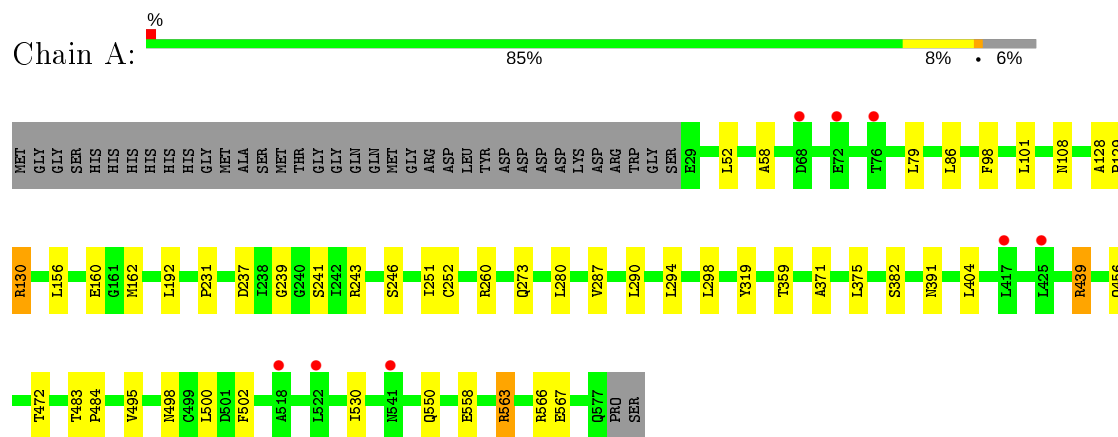 %
Chain A:
85% 8% • 6%
MET GLY GLY SER HIS HIS HIS HIS HIS HIS GLY MET ALA SER MET THR GLY GLY GLN GLN MET GLY ARG ASP LEU TYR ASP ASP ASP ASP LYS ASP ARG TRP GLY SER E29 L52 A58 D68 E72 T76 L79 L86 F98 L101 N108 A128
R130 L156 E160 G161 M162 L192 P231 D237 I238 G239 G240 S241 I242 R243 S246 I251 C252 R260 Q273 L280 V287 L290 L294 L298 Y319 T359 A371 L375 S382 N391 L404 L417 L425 R439
T472 T483 P484 V495 N498 C499 L500 D501 F502 A518 L522 I530 N541 Q550 E558 R563 R566 E567 Q577 PRO SER